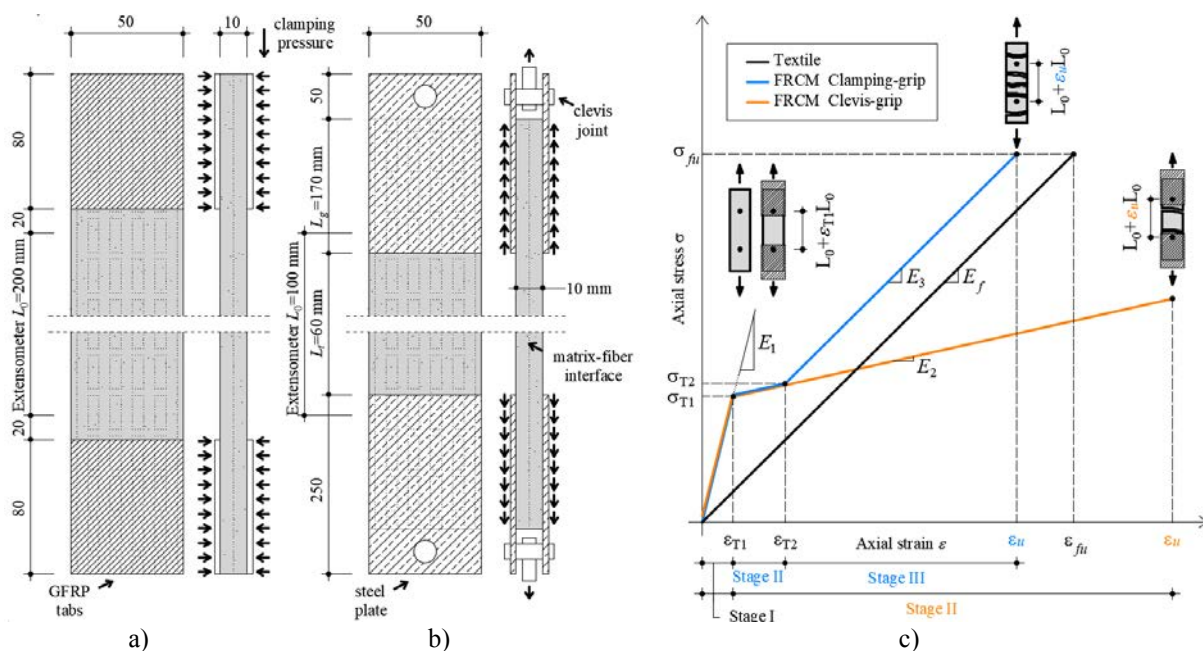 50
10
clamping
pressure
80
20
Extensometer L0=200 mm
20
80
GFRP
tabs
a)
50
50
Lg=170 mm
Extensometer L0=100 mm
Lf=60 mm
250
clevis
joint
10 mm
matrix-fiber
interface
steel
plate
b)
Textile
FRCM Clamping-grip
FRCM Clevis-grip
Axial stress σ
σfu
σT2
σT1
L0+εT1L0
L0+εuL0
L0+εuL0
E1
E2
E3
Ef
εT1
εT2
Axial strain ε
εu
εfu
εu
Stage II
Stage III
Stage II
Stage I
c)